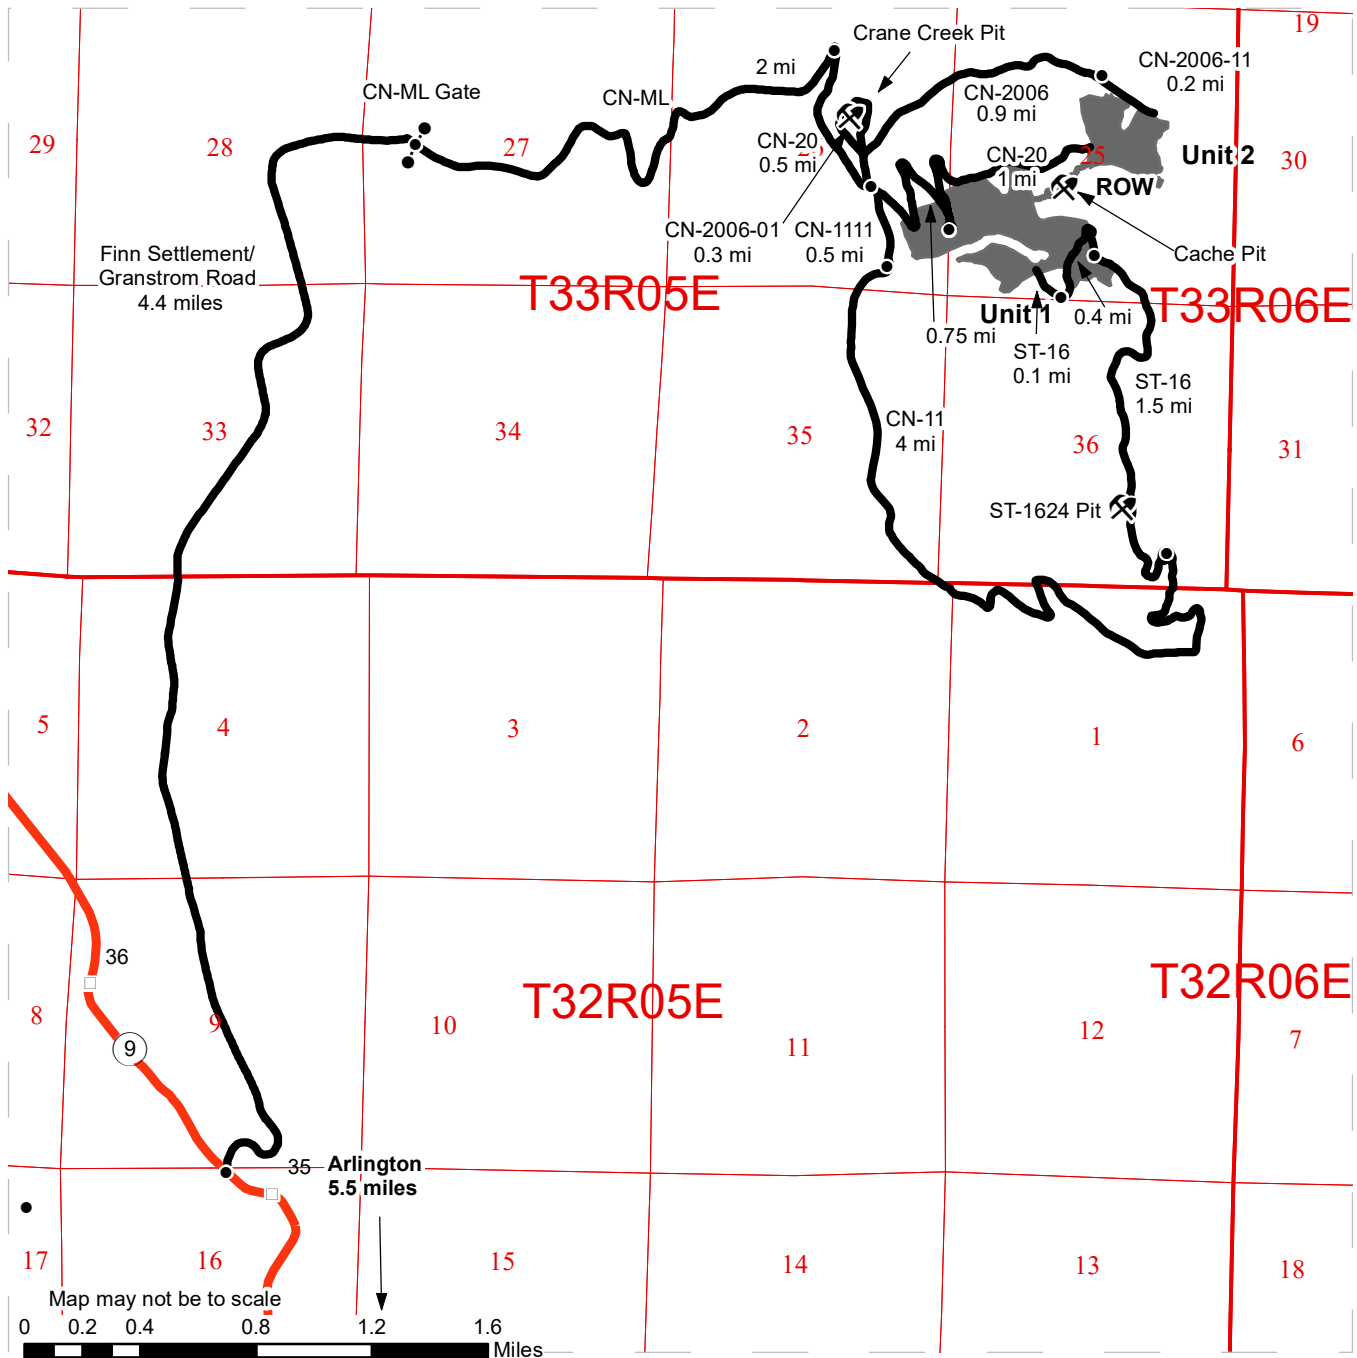 19
Crane Creek Pit
CN-2006-11
0.2 mi
2 mi
CN-ML Gate
CN-ML
CN-2006
0.9 mi
29
28
27
CN-20
0.5 mi
CN-20
1 mi
25
Unit 2
30
ROW
CN-2006-01
0.3 mi
CN-1111
0.5 mi
Cache Pit
Finn Settlement/
Granstrom Road
4.4 miles
T33R05E
T33R06E
Unit 1
0.4 mi
0.75 mi
ST-16
0.1 mi
ST-16
1.5 mi
32
33
34
35
CN-11
4 mi
36
31
ST-1624 Pit
5
4
3
2
1
6
36
T32R05E
T32R06E
8
9
9
10
11
12
7
35
Arlington
5.5 miles
17
16
15
14
13
18
Map may not be to scale
0 0.2 0.4 0.8 1.2 1.6
Miles